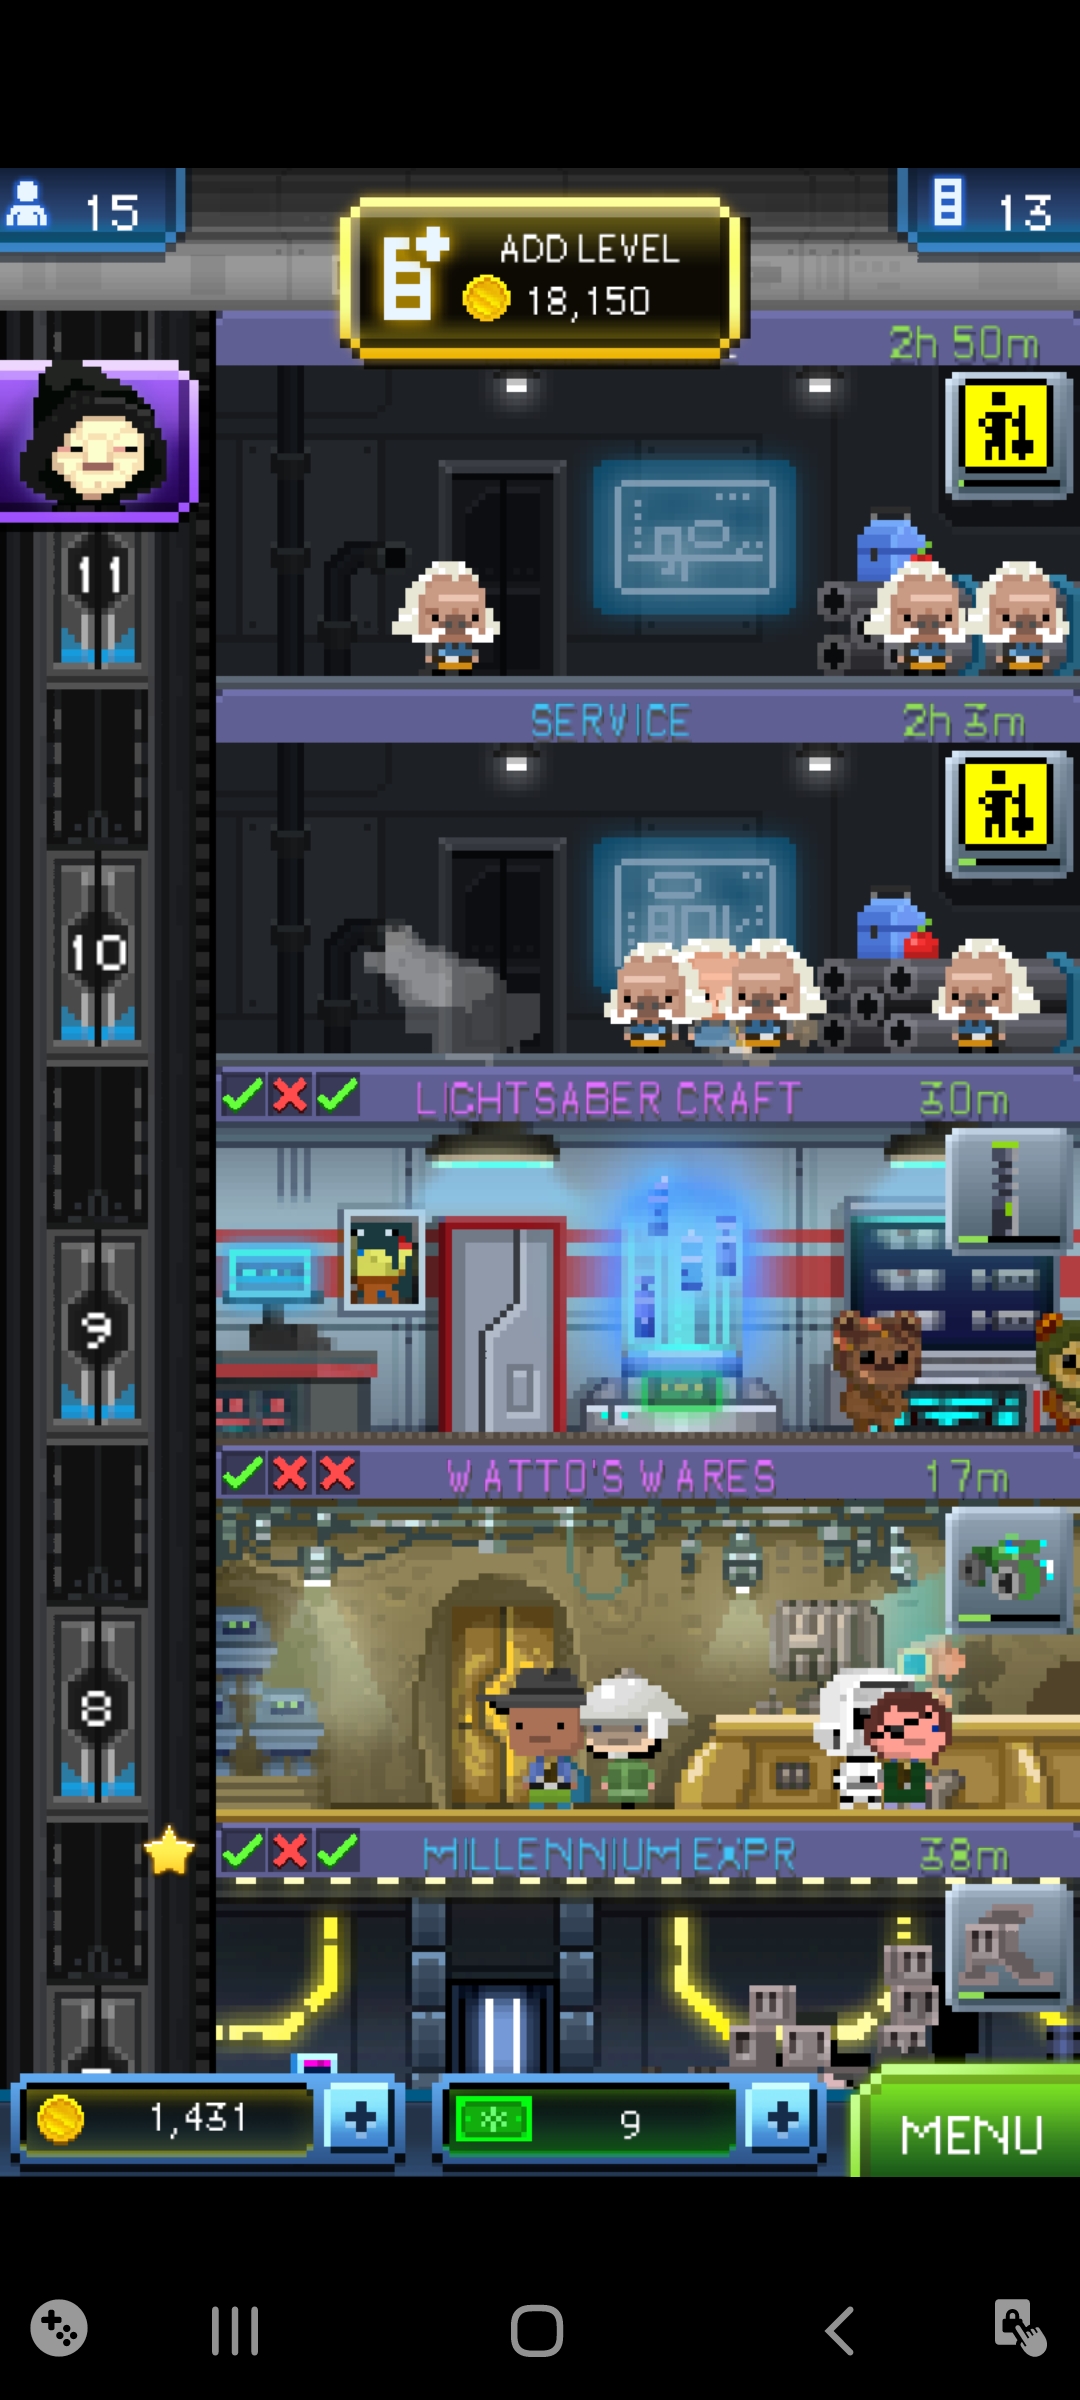 15
ADD LEVEL
18,150
13
2h 50m
11
SERVICE
2h 3m
10
LIGHTSABER CRAFT
30m
9
WATTO'S WARES
17m
8
MILLENNIUM EXPR
38m
1,431
9
MENU